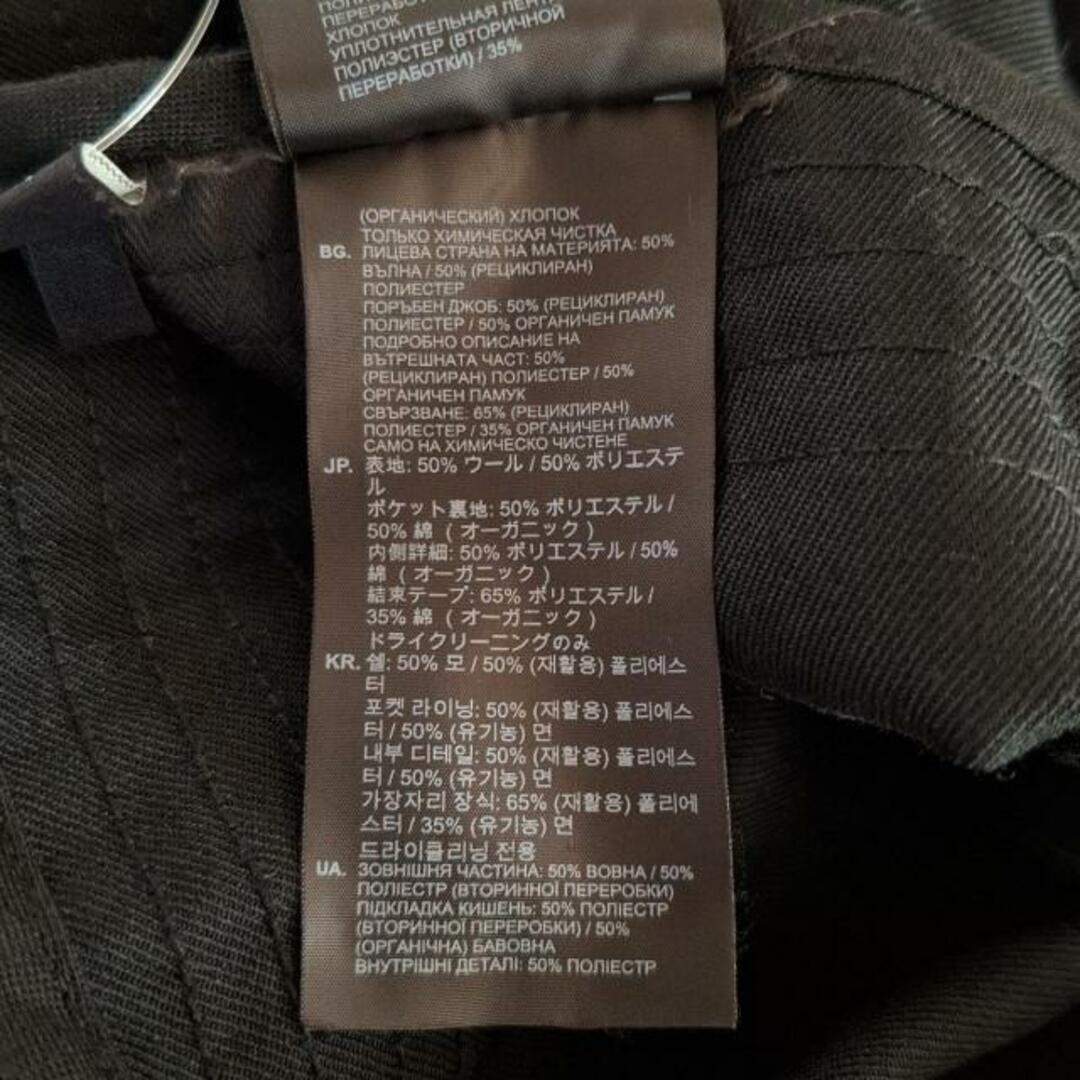 ПЕРЕРАБОТ
ХЛОПОК
УПЛОТНИТЕЛЬНАЯ ЛЕНТ
ПОЛИЭСТЕР (ВТОРИЧНОЙ
ПЕРЕРАБОТКИ) / 35%
(ОРГАНИЧЕСКИЙ) ХЛОПОК
ТОЛЬКО ХИМИЧЕСКАЯ ЧИСТКА
BG. ЛИЦЕВА СТРАНА НА МАТЕРИЯТА: 50%
ВЪЛНА / 50% (РЕЦИКЛИРАН)
ПОЛИЕСТЕР
ПОРЪБЕН ДЖОБ: 50% (РЕЦИКЛИРАН)
ПОЛИЕСТЕР / 50% ОРГАНИЧЕН ПАМУК
ПОДРОБНО ОПИСАНИЕ НА
ВЪТРЕШНАТА ЧАСТ: 50%
(РЕЦИКЛИРАН) ПОЛИЕСТЕР / 50%
ОРГАНИЧЕН ПАМУК
СВЪРЗВАНЕ: 65% (РЕЦИКЛИРАН)
ПОЛИЕСТЕР / 35% ОРГАНИЧЕН ПАМУК
САМО НА ХИМИЧЕСКО ЧИСТЕНЕ
JP. 表地: 50% ウール / 50% ポリエステ
ル
ポケット裏地: 50% ポリエステル /
50% 綿 ( オーガニック )
内側詳細: 50% ポリエステル / 50%
綿 ( オーガニック )
結束テープ: 65% ポリエステル /
35% 綿 ( オーガニック )
ドライクリーニングのみ
KR. 쉘: 50% 모 / 50% (재활용) 폴리에스
터
포켓 라이닝: 50% (재활용) 폴리에스
터 / 50% (유기농) 면
내부 디테일: 50% (재활용) 폴리에스
터 / 50% (유기농) 면
가장자리 장식: 65% (재활용) 폴리에
스터 / 35% (유기농) 면
드라이클리닝 전용
UA. ЗОВНІШНЯ ЧАСТИНА: 50% ВОВНА / 50%
ПОЛІЕСТР (ВТОРИННОЇ ПЕРЕРОБКИ)
ПІДКЛАДКА КИШЕНЬ: 50% ПОЛІЕСТР
(ВТОРИННОЇ ПЕРЕРОБКИ) / 50%
(ОРГАНІЧНА) БАВОВНА
ВНУТРІШНІ ДЕТАЛІ: 50% ПОЛІЕСТР